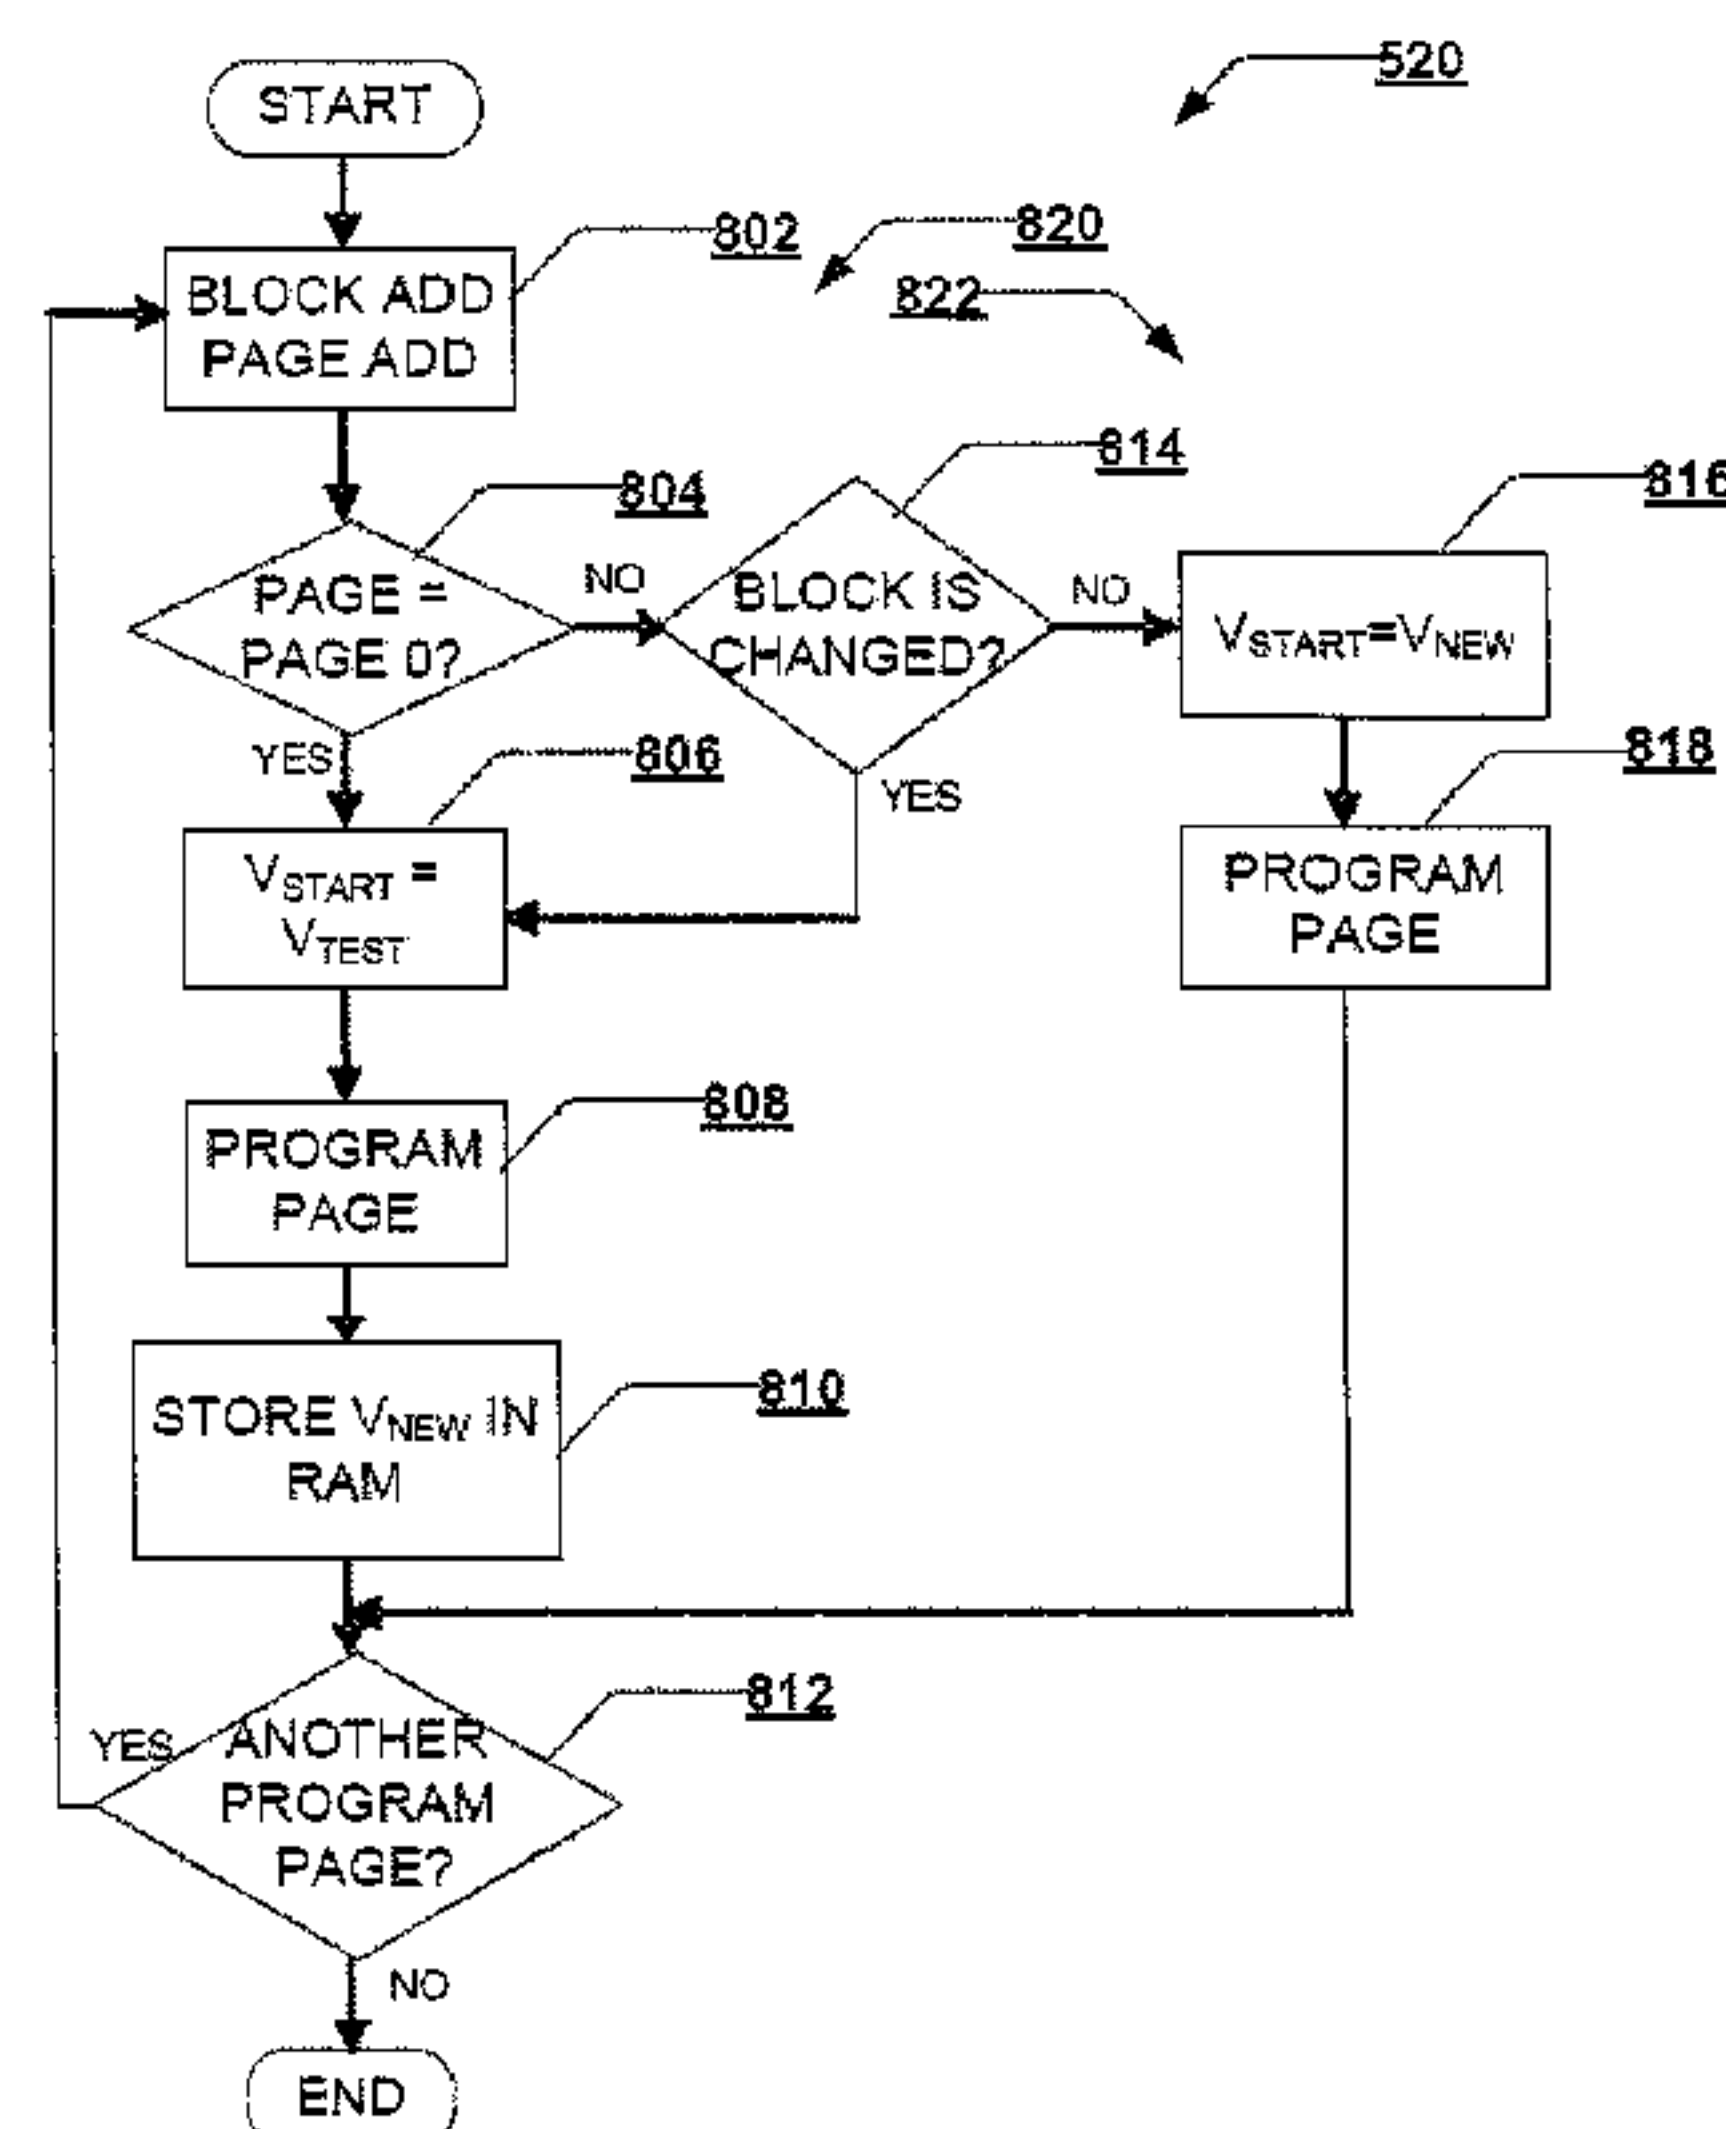 START
520
802
820
BLOCK ADD
PAGE ADD
822
804
814
816
PAGE =
PAGE 0?
NO
BLOCK IS
CHANGED?
NO
VSTART=VNEW
YES
806
YES
818
VSTART =
VTEST
PROGRAM
PAGE
808
PROGRAM
PAGE
STORE VNEW IN
RAM
810
812
YES
ANOTHER
PROGRAM
PAGE?
NO
END